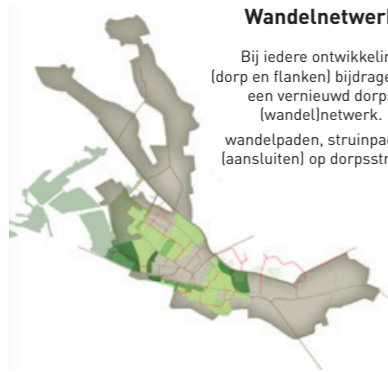 Wandelnetwerk
Bij iedere ontwikkelin
(dorp en flanken) bijdrage
een vernieuwd dorps
(wandel)netwerk.
wandelpaden, struinpad
(aansluiten) op dorpsstr